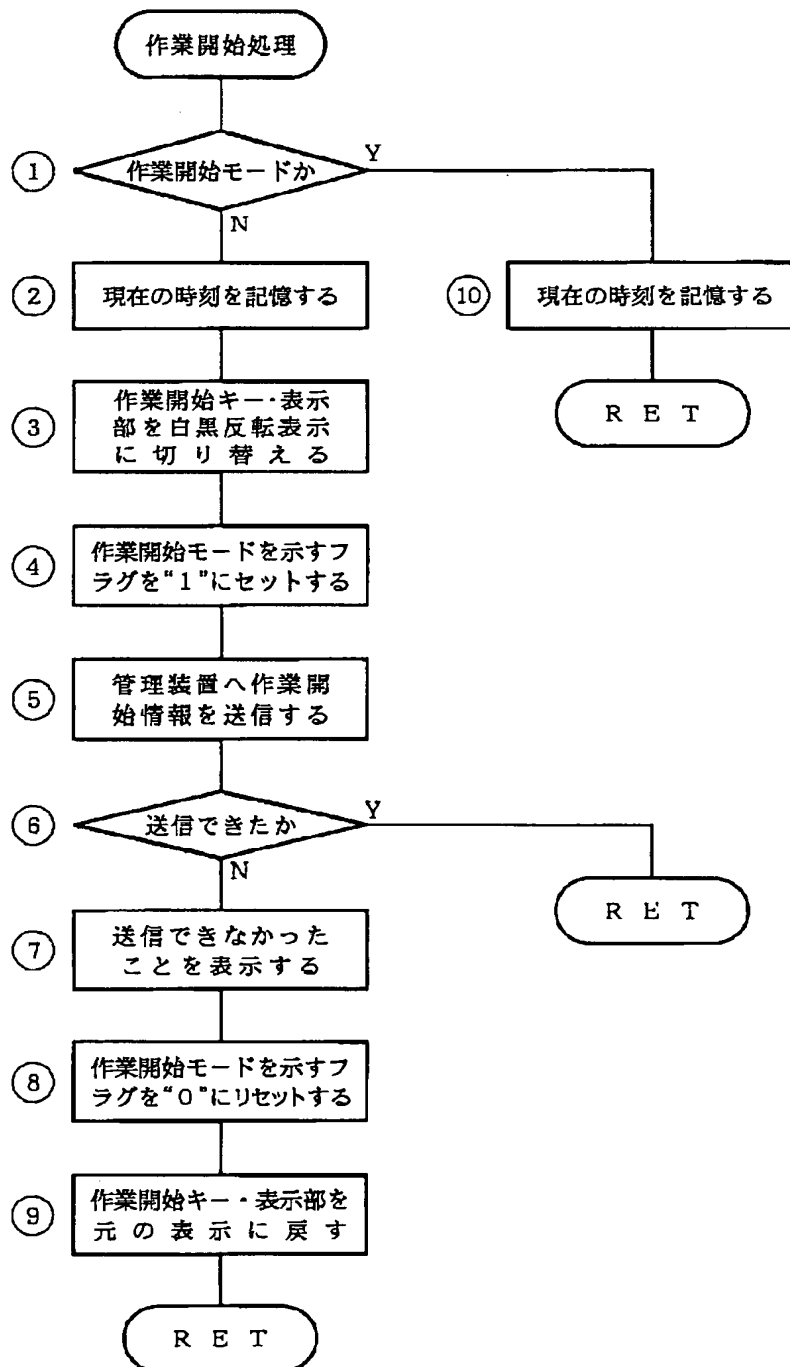 作業開始処理
① 作業開始モードか Y
N
② 現在の時刻を記憶する
⑩ 現在の時刻を記憶する
RET
③ 作業開始キー・表示
部を白黒反転表示
に切り替える
④ 作業開始モードを示すフ
ラグを“1”にセットする
⑤ 管理装置へ作業開
始情報を送信する
⑥ 送信できたか Y
N
RET
⑦ 送信できなかった
ことを表示する
⑧ 作業開始モードを示すフ
ラグを“0”にリセットする
⑨ 作業開始キー・表示部を
元の表示に戻す
RET